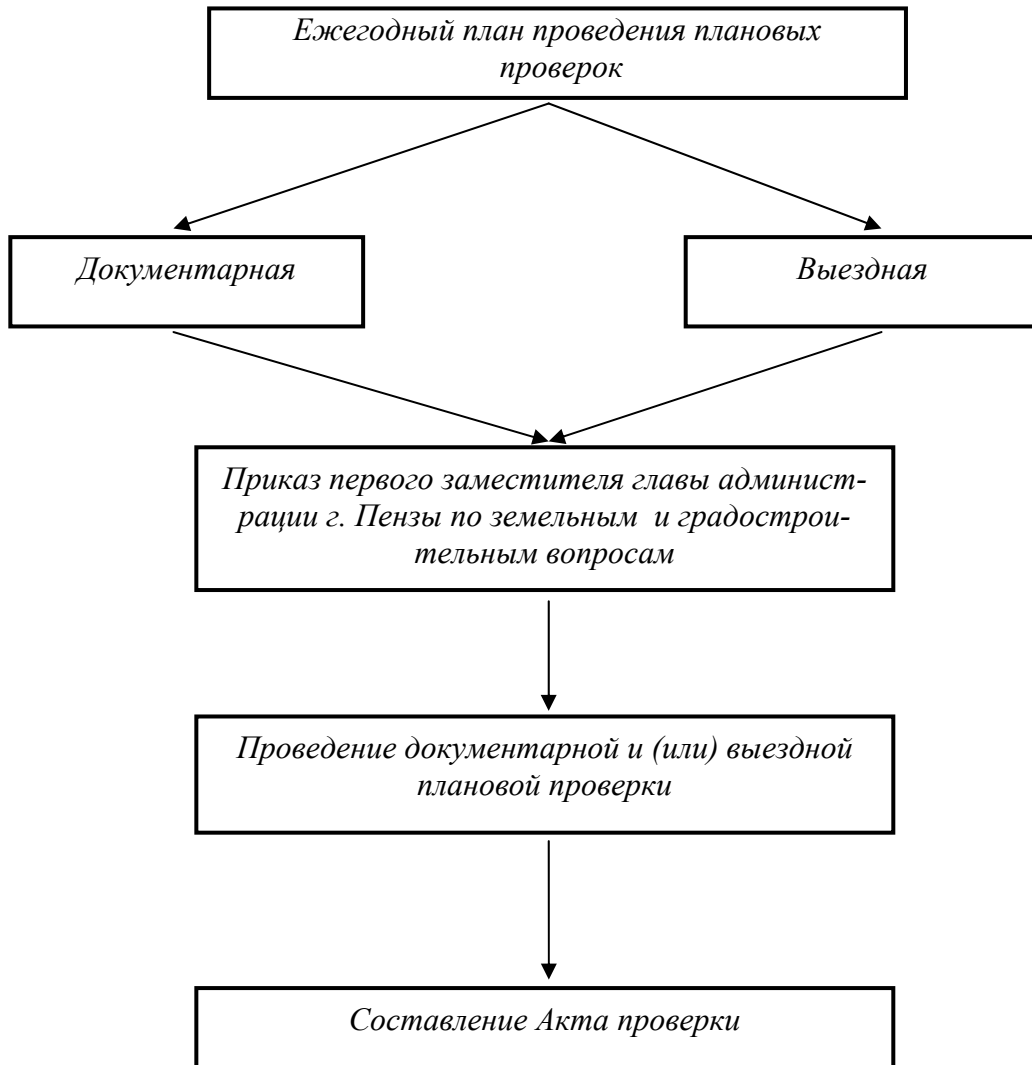 Ежегодный план проведения плановых
проверок
Документарная
Выездная
Приказ первого заместителя главы админист-
рации г. Пензы по земельным и градострои-
тельным вопросам
Проведение документарной и (или) выездной
плановой проверки
Составление Акта проверки